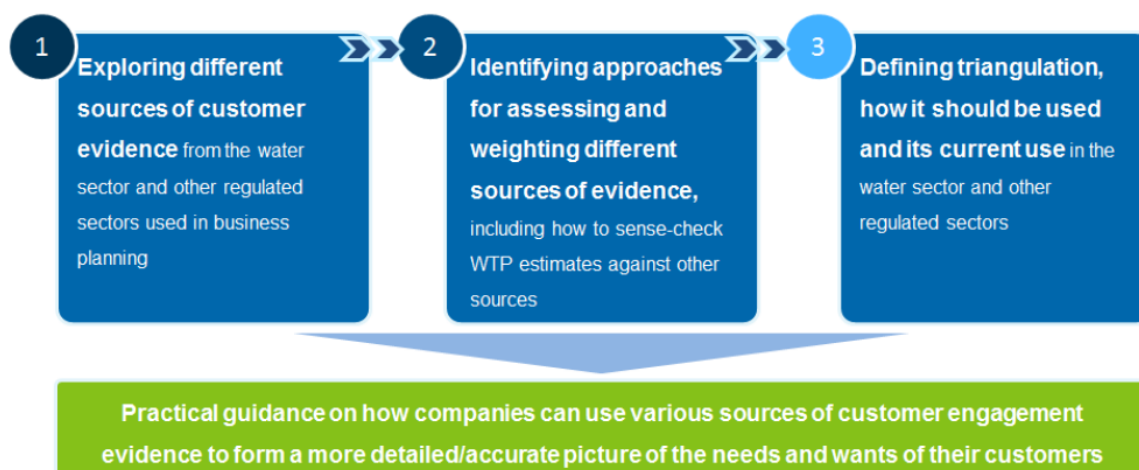 1
Exploring different
sources of customer
evidence from the water
sector and other regulated
sectors used in business
planning
2
Identifying approaches
for assessing and
weighting different
sources of evidence,
including how to sense-check
WTP estimates against other
sources
3
Defining triangulation,
how it should be used
and its current use in the
water sector and other
regulated sectors
Practical guidance on how companies can use various sources of customer engagement
evidence to form a more detailed/accurate picture of the needs and wants of their customers